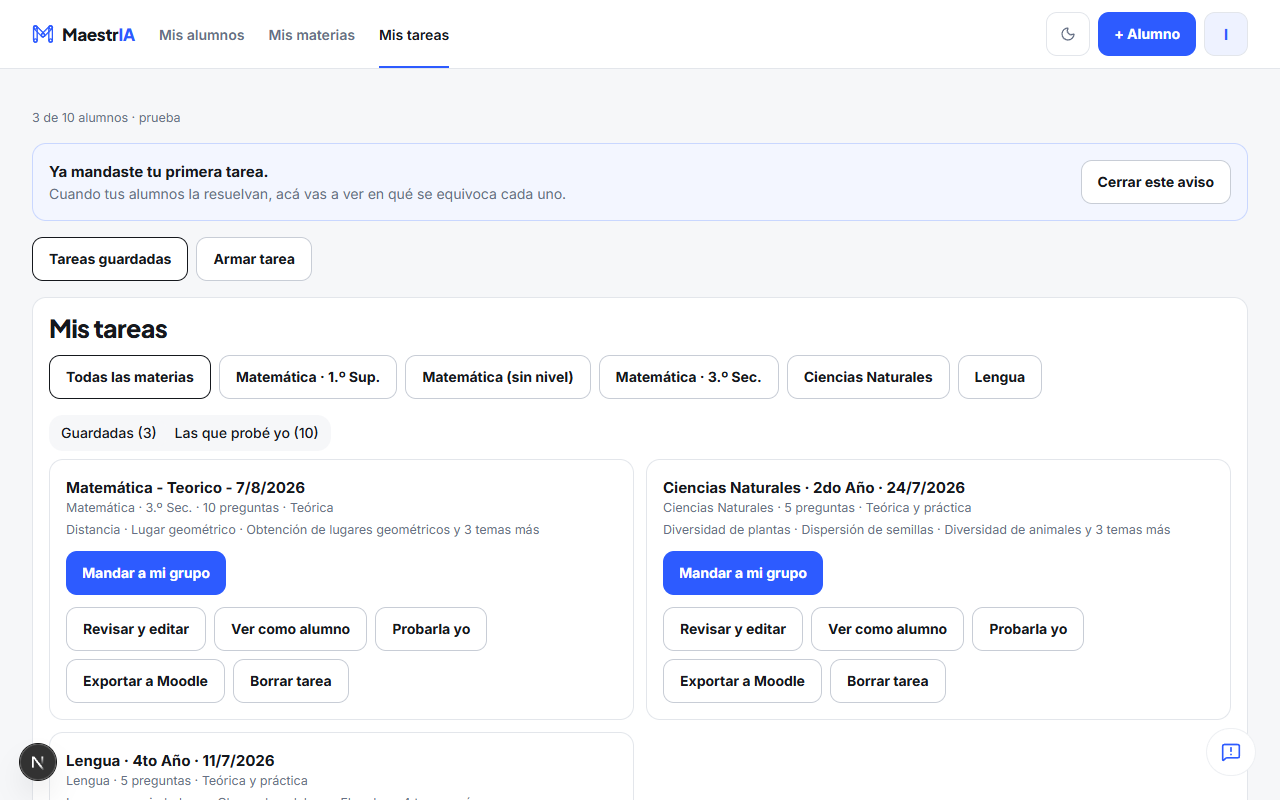 MaestrIA Mis alumnos Mis materias Mis tareas + Alumno I
3 de 10 alumnos · prueba
Ya mandaste tu primera tarea.
Cuando tus alumnos la resuelvan, acá vas a ver en qué se equivoca cada uno.
Cerrar este aviso
Tareas guardadas Armar tarea
Mis tareas
Todas las materias Matemática · 1.º Sup. Matemática (sin nivel) Matemática · 3.º Sec. Ciencias Naturales Lengua
Guardadas (3) Las que probé yo (10)
Matemática - Teorico - 7/8/2026
Matemática · 3.º Sec. · 10 preguntas · Teórica
Distancia · Lugar geométrico · Obtención de lugares geométricos y 3 temas más
Mandar a mi grupo
Revisar y editar Ver como alumno Probarla yo
Exportar a Moodle Borrar tarea
Ciencias Naturales · 2do Año · 24/7/2026
Ciencias Naturales · 5 preguntas · Teórica y práctica
Diversidad de plantas · Dispersión de semillas · Diversidad de animales y 3 temas más
Mandar a mi grupo
Revisar y editar Ver como alumno Probarla yo
Exportar a Moodle Borrar tarea
N
Lengua · 4to Año · 11/7/2026
Lengua · 5 preguntas · Teórica y práctica